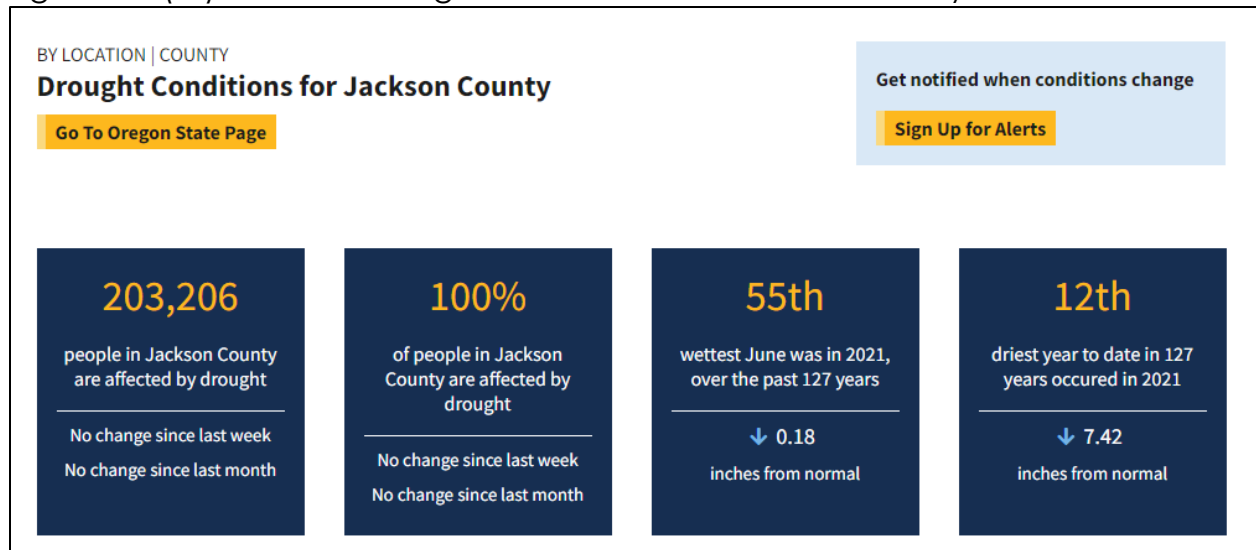 BY LOCATION | COUNTY
Drought Conditions for Jackson County
Go To Oregon State Page
Get notified when conditions change
Sign Up for Alerts
203,206
people in Jackson County
are affected by drought
No change since last week
No change since last month
100%
of people in Jackson
County are affected by
drought
No change since last week
No change since last month
55th
wettest June was in 2021,
over the past 127 years
↓ 0.18
inches from normal
12th
driest year to date in 127
years occured in 2021
↓ 7.42
inches from normal